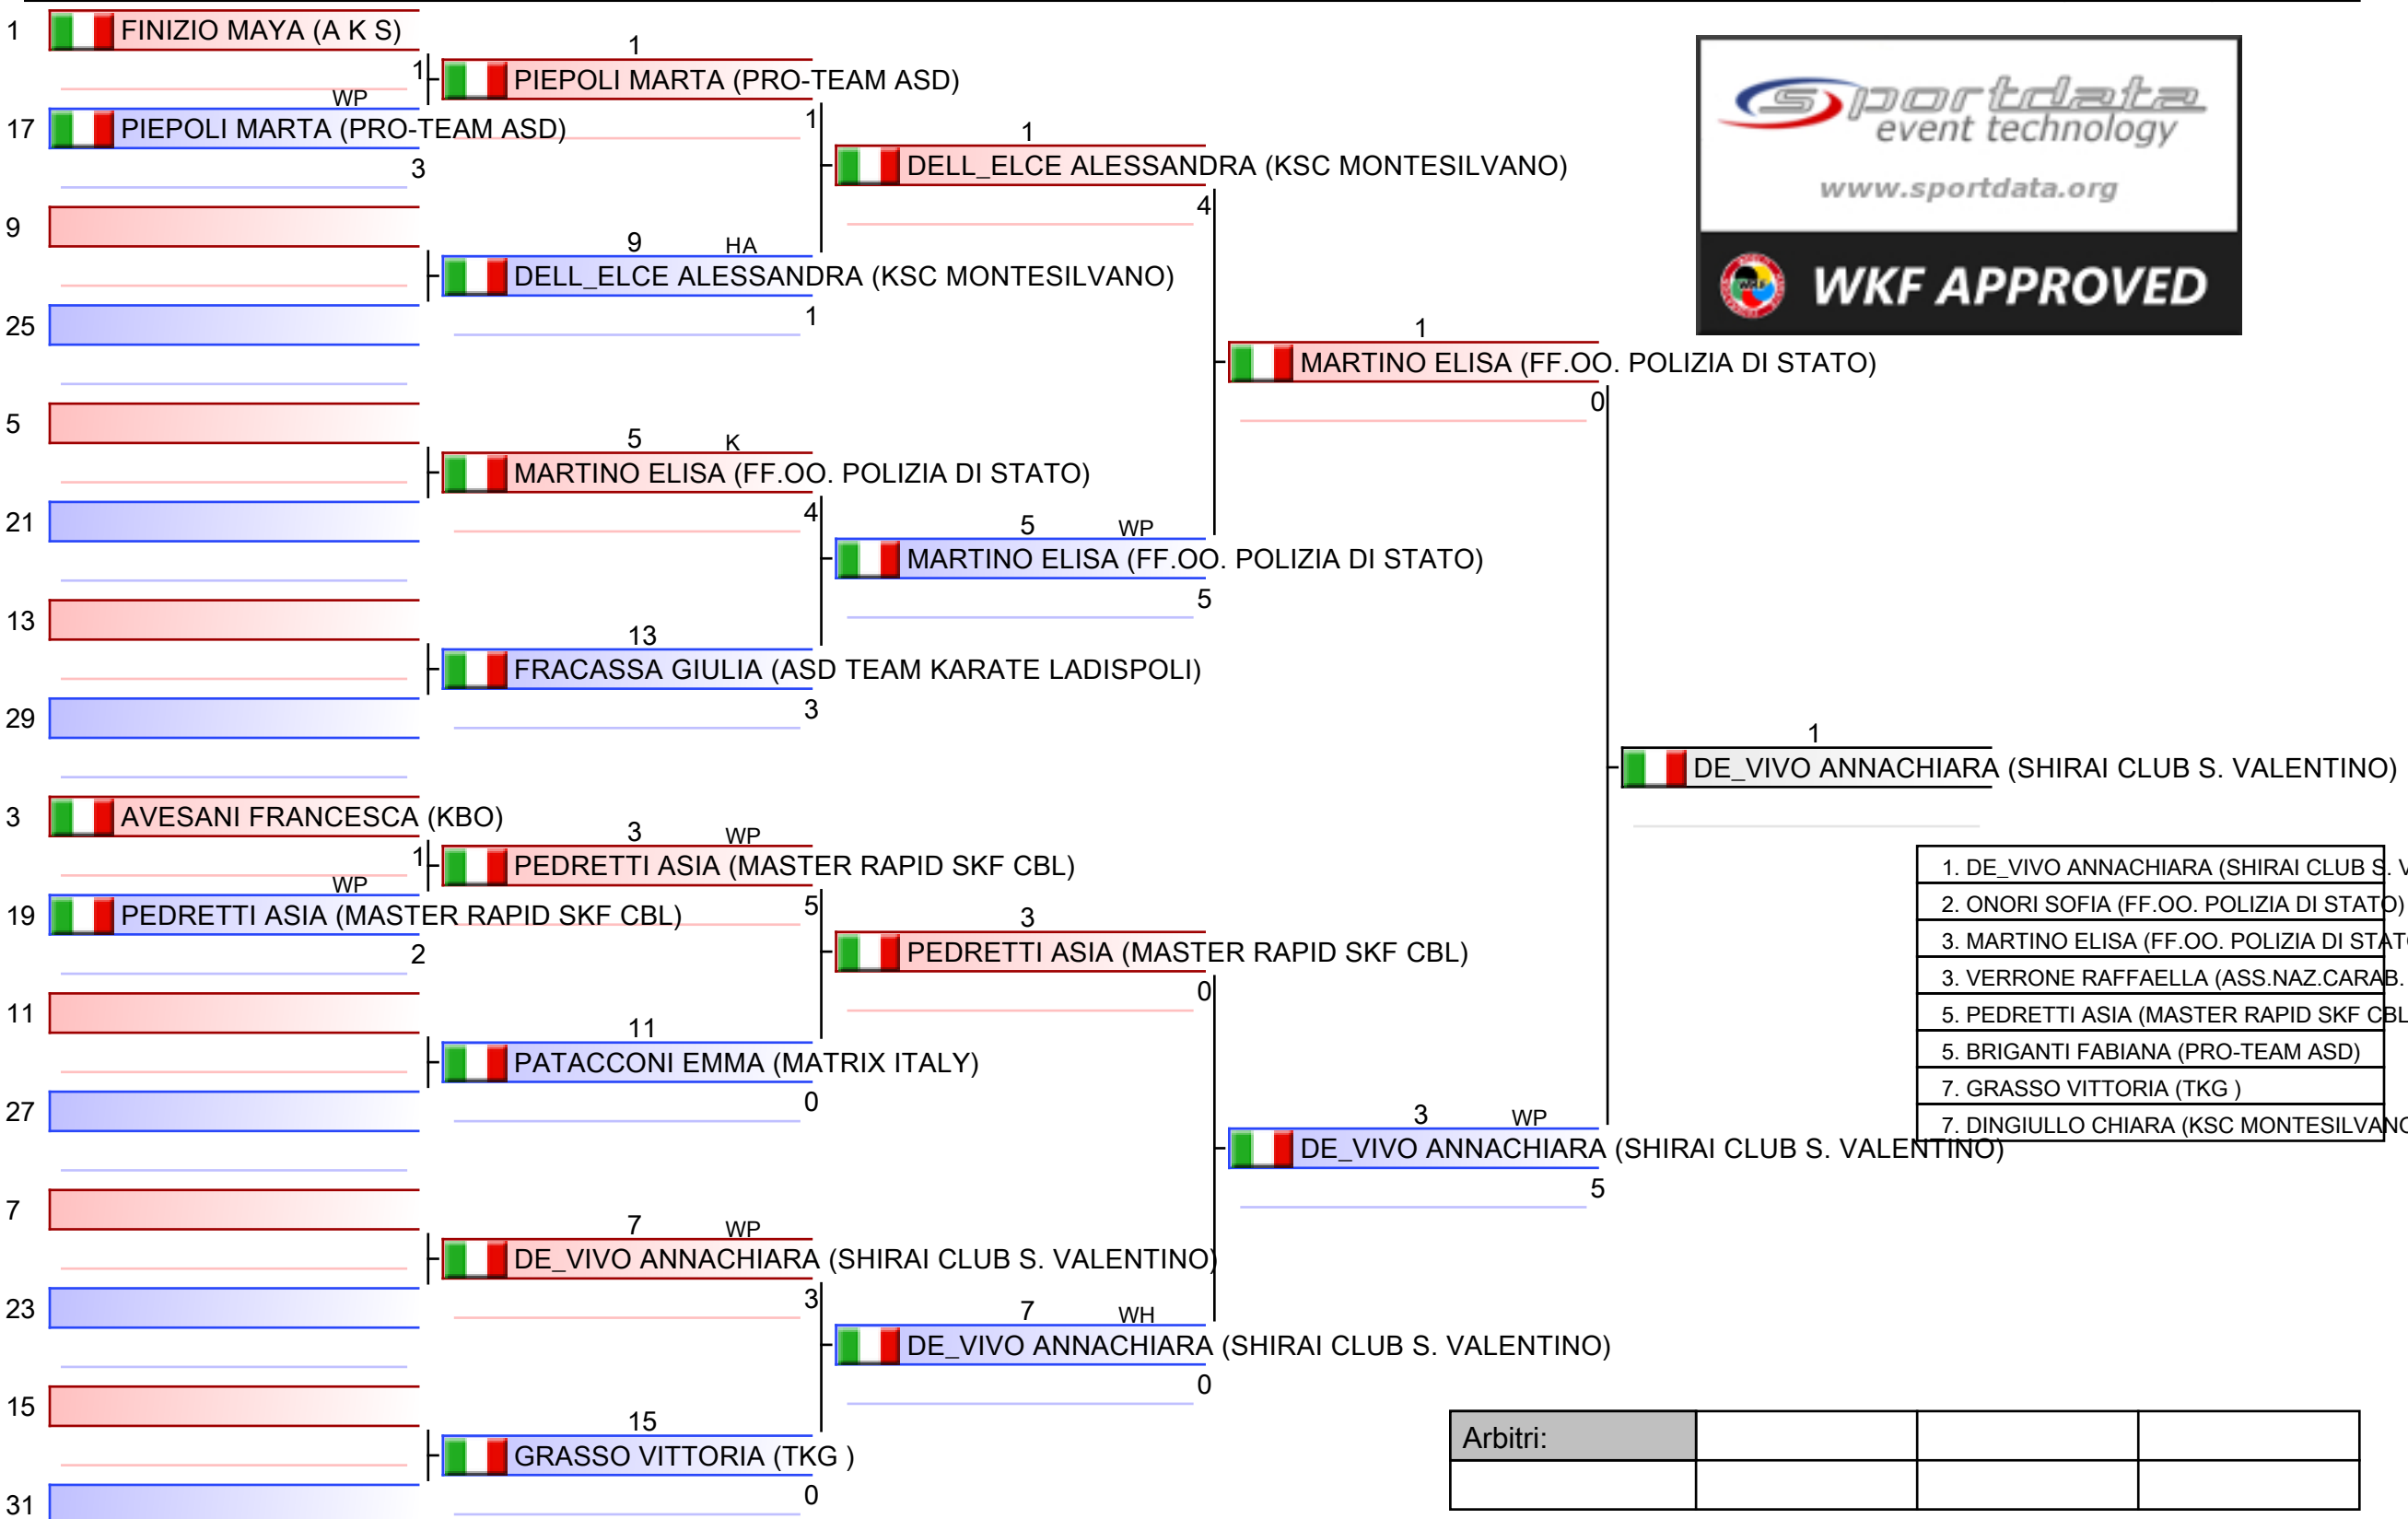 1 FINIZIO MAYA (A K S)
1
WP
17 PIEPOLI MARTA (PRO-TEAM ASD)
3
9
25
5
21
13
29
3 AVESANI FRANCESCA (KBO)
1
WP
19 PEDRETTI ASIA (MASTER RAPID SKF CBL)
2
11
27
7
23
15
31
1
PIEPOLI MARTA (PRO-TEAM ASD)
1
9 HA
DELL_ELCE ALESSANDRA (KSC MONTESILVANO)
1
5 K
MARTINO ELISA (FF.OO. POLIZIA DI STATO)
4
13
FRACASSA GIULIA (ASD TEAM KARATE LADISPOLI)
3
3 WP
PEDRETTI ASIA (MASTER RAPID SKF CBL)
5
11
PATACCONI EMMA (MATRIX ITALY)
0
7 WP
DE_VIVO ANNACHIARA (SHIRAI CLUB S. VALENTINO)
3
15
GRASSO VITTORIA (TKG )
0
1
DELL_ELCE ALESSANDRA (KSC MONTESILVANO)
4
5 WP
MARTINO ELISA (FF.OO. POLIZIA DI STATO)
5
3
PEDRETTI ASIA (MASTER RAPID SKF CBL)
0
7 WH
DE_VIVO ANNACHIARA (SHIRAI CLUB S. VALENTINO)
0
1
MARTINO ELISA (FF.OO. POLIZIA DI STATO)
0
3 WP
DE_VIVO ANNACHIARA (SHIRAI CLUB S. VALENTINO)
5
1
DE_VIVO ANNACHIARA (SHIRAI CLUB S. VALENTINO)
sportdata
event technology
www.sportdata.org
WKF APPROVED
1. DE_VIVO ANNACHIARA (SHIRAI CLUB S. V
2. ONORI SOFIA (FF.OO. POLIZIA DI STATO)
3. MARTINO ELISA (FF.OO. POLIZIA DI STAT
3. VERRONE RAFFAELLA (ASS.NAZ.CARAB.
5. PEDRETTI ASIA (MASTER RAPID SKF CBL
5. BRIGANTI FABIANA (PRO-TEAM ASD)
7. GRASSO VITTORIA (TKG )
7. DINGIULLO CHIARA (KSC MONTESILVANO
Arbitri: